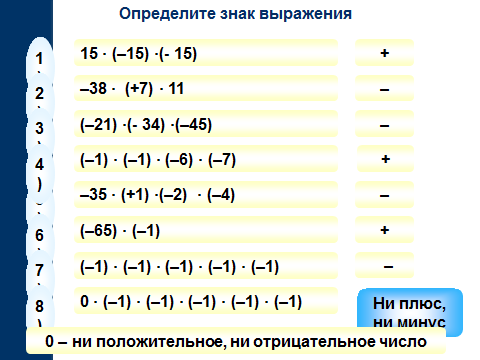 Определите знак выражения
1 15 · (–15) ·(- 15) +
2 –38 · (+7) · 11 –
3 (–21) ·(- 34) ·(–45) –
4) (–1) · (–1) · (–6) · (–7) +
–35 · (+1) ·(–2) · (–4) –
6 (–65) · (–1) +
7 (–1) · (–1) · (–1) · (–1) · (–1) –
8) 0 · (–1) · (–1) · (–1) · (–1) · (–1) Ни плюс,
ни минус
0 – ни положительное, ни отрицательное число